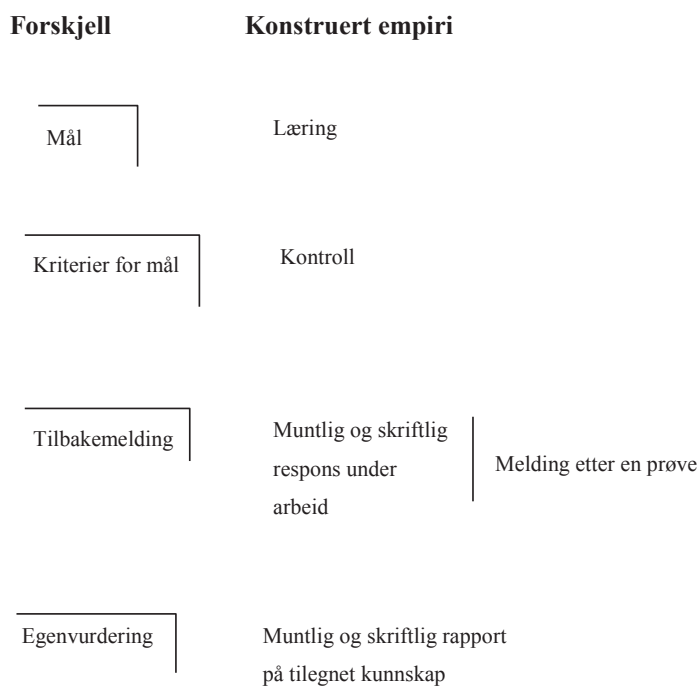 Forskjell Konstruert empiri
Mål Læring
Kriterier for mål Kontroll
Tilbakemelding Muntlig og skriftlig
respons under
arbeid
Melding etter en prøve
Egenvurdering Muntlig og skriftlig rapport
på tilegnet kunnskap